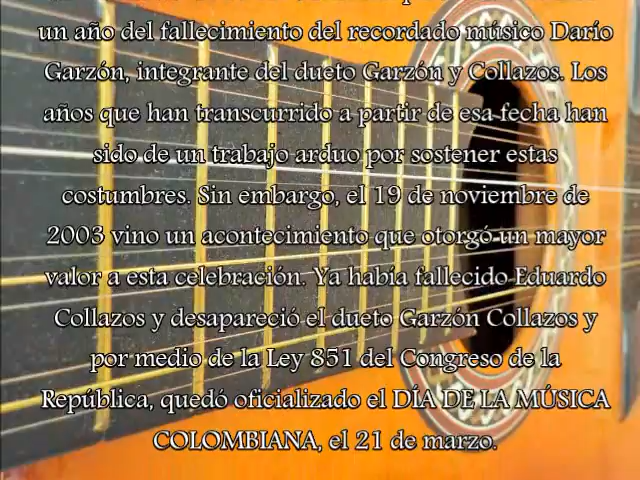 un año del fallecimiento del recordado músico Darío
Garzón, integrante del dueto Garzón y Collazos. Los
años que han transcurrido a partir de esa fecha han
sido de un trabajo arduo por sostener estas
costumbres. Sin embargo, el 19 de noviembre de
2003 vino un acontecimiento que otorgó un mayor
valor a esta celebración. Ya había fallecido Eduardo
Collazos y desapareció el dueto Garzón Collazos y
por medio de la Ley 851 del Congreso de la
República, quedó oficializado el DÍA DE LA MÚSICA
COLOMBIANA, el 21 de marzo.